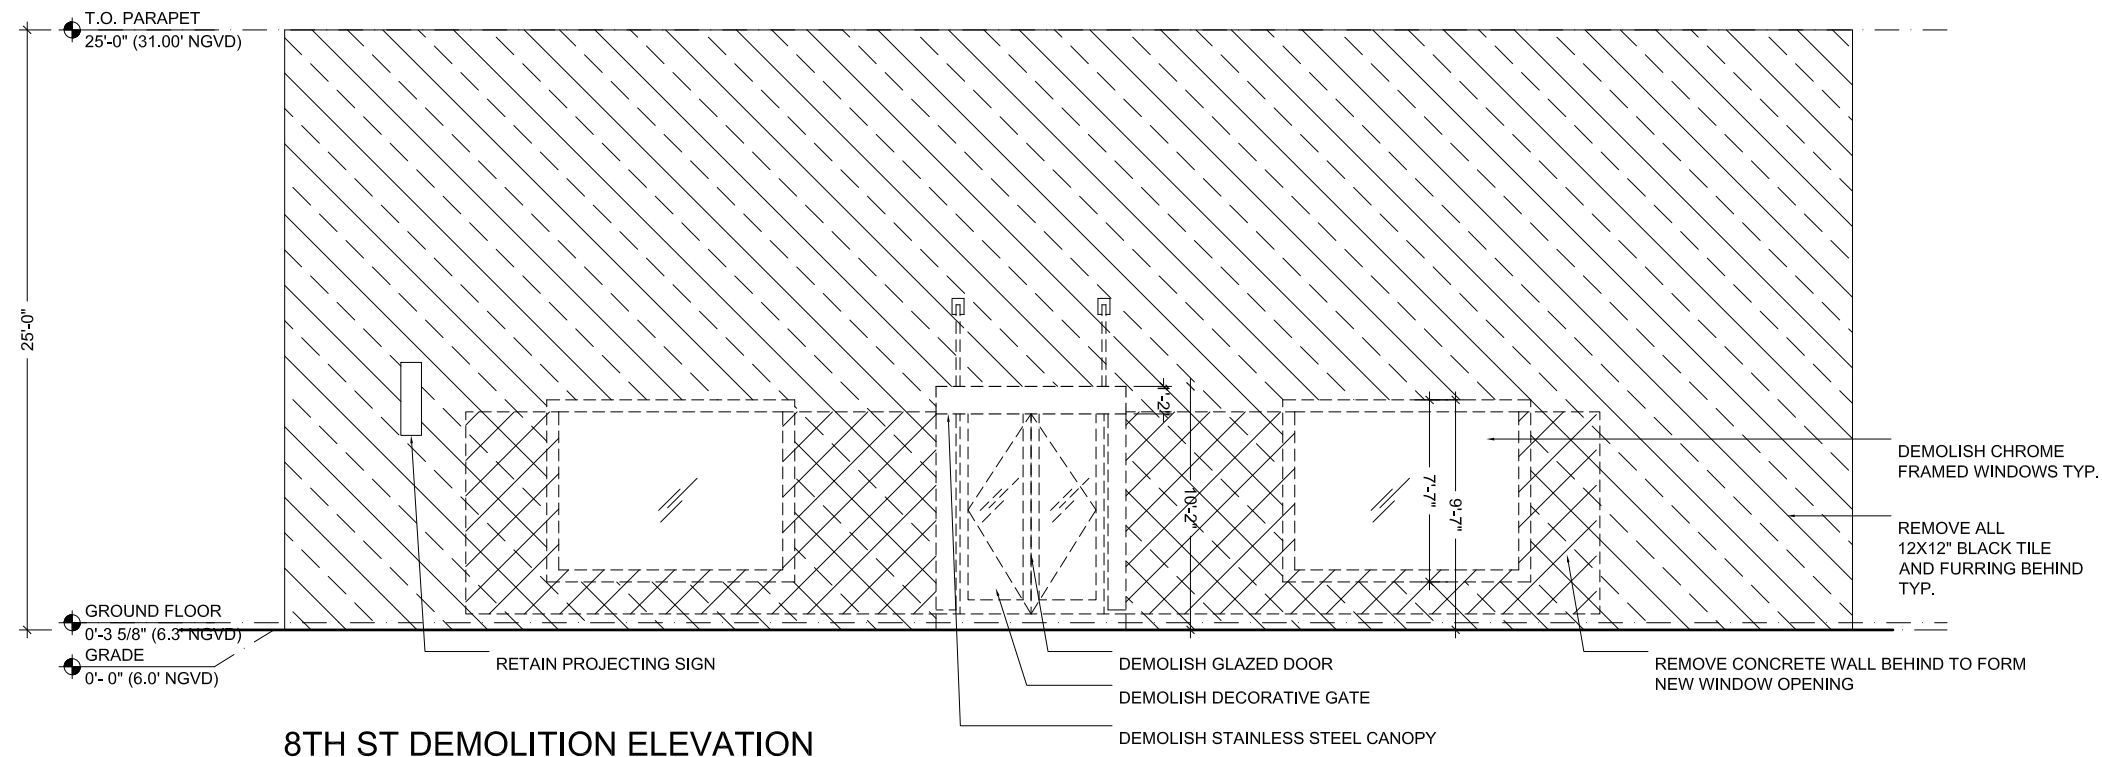 T.O. PARAPET
25'-0" (31.00' NGVD)
25'-0"
1'-2"
10'-2"
7'-7"
9'-7"
DEMOLISH CHROME
FRAMED WINDOWS TYP.
REMOVE ALL
12X12" BLACK TILE
AND FURRING BEHIND
TYP.
GROUND FLOOR
0'-3 5/8" (6.3' NGVD)
GRADE
0'- 0" (6.0' NGVD)
RETAIN PROJECTING SIGN
DEMOLISH GLAZED DOOR
DEMOLISH DECORATIVE GATE
DEMOLISH STAINLESS STEEL CANOPY
REMOVE CONCRETE WALL BEHIND TO FORM
NEW WINDOW OPENING
8TH ST DEMOLITION ELEVATION